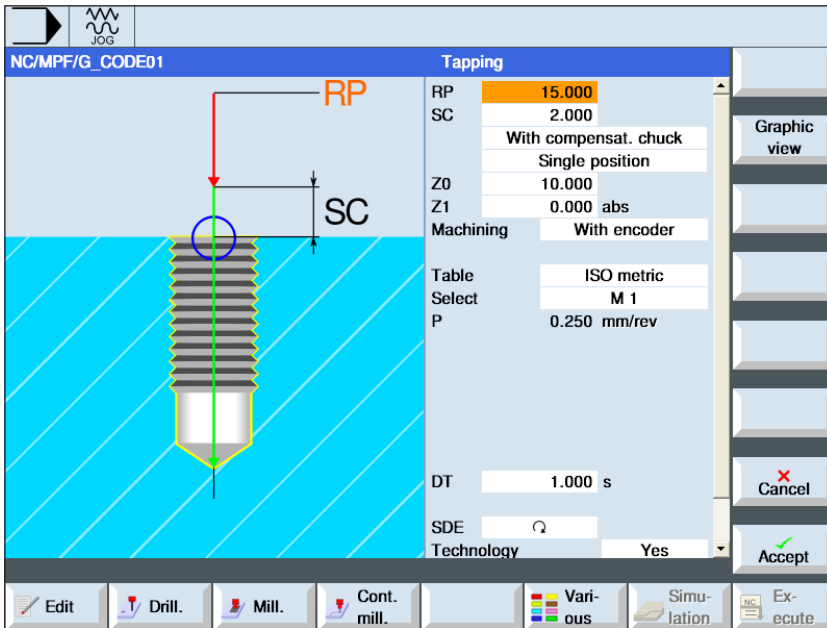 JOG
NC/MPF/G_CODE01
Tapping
RP
SC
RP 15.000
SC 2.000
With compensat. chuck
Single position
Z0 10.000
Z1 0.000 abs
Machining With encoder
Table ISO metric
Select M 1
P 0.250 mm/rev
DT 1.000 s
SDE
Technology Yes
Graphic
view
Cancel
Accept
Edit
Drill.
Mill.
Cont.
mill.
Vari-
ous
Simu-
lation
NC
Ex-
ecute